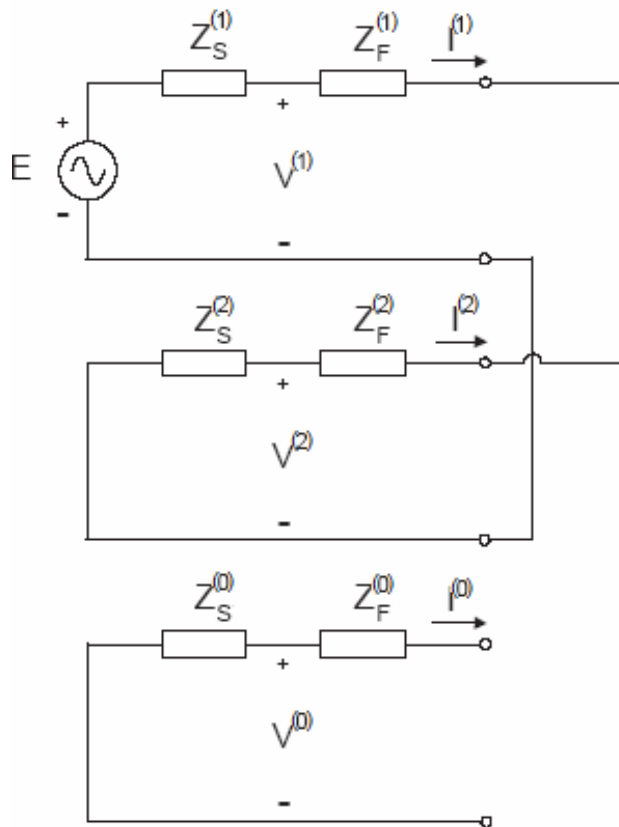 Z_S^(1) Z_F^(1) I^(1)
+ +
E V^(1)
- -
Z_S^(2) Z_F^(2) I^(2)
+
V^(2)
-
Z_S^(0) Z_F^(0) I^(0)
+
V^(0)
-